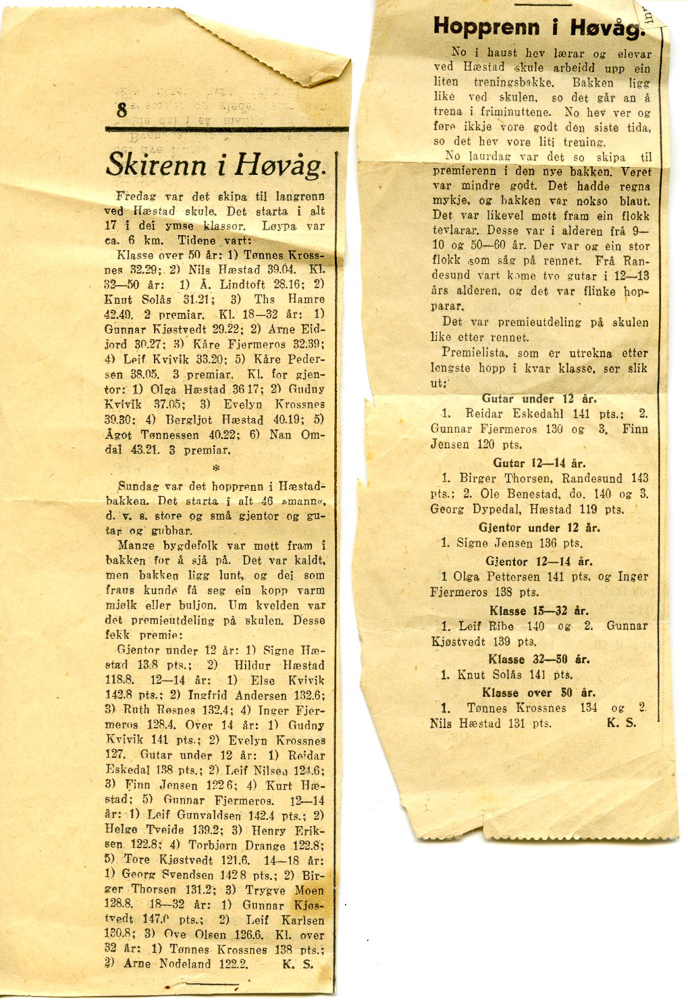 8
Skirenn i Høvåg.
Fredag var det skipa til langrenn
ved Hæstad skule. Det starta i alt
17 i dei ymse klassor. Løypa var
ca. 6 km. Tidene vart:
Klasse over 50 år: 1) Tønnes Kross-
nes 32.29; 2) Nils Hæstad 39.04. Kl.
32—50 år: 1) Å. Lindtoft 28.16; 2)
Knut Solås 31.21; 3) Ths Hamre
42.49. 2 premiar. Kl. 18—32 år: 1)
Gunnar Kjøstvedt 29.22; 2) Arne Eid-
jord 30.27; 3) Kåre Fjermeros 32.39;
4) Leif Kvivik 33.20; 5) Kåre Peder-
sen 38.05. 3 premiar. Kl. for gjen-
tor: 1) Olga Hæstad 36 17; 2) Gudny
Kvivik 37.05; 3) Evelyn Krossnes
39.30; 4) Bergljot Hæstad 40.19; 5)
Ågot Tønnessen 40.22; 6) Nan Om-
dal 43.21. 3 premiar.
*
Sundag var det hopprenn i Hæstad-
bakken. Det starta i alt 46 »mann«,
d. v. s. store og små gjentor og gu-
tar og gubbar.
Mange bygdefolk var møtt fram i
bakken for å sjå på. Det var kaldt,
men bakken ligg lunt, og dei som
fraus kunde få seg ein kopp varm
mjølk eller buljon. Um kvelden var
det premieutdeling på skulen. Desse
fekk premie:
Gjentor under 12 år: 1) Signe Hæ-
stad 13.8 pts.; 2) Hildur Hæstad
118.8. 12—14 år: 1) Else Kvivik
142.8 pts.; 2) Ingfrid Andersen 132.6;
3) Ruth Røsnes 132.4; 4) Inger Fjer-
meros 128.4. Over 14 år: 1) Gudny
Kvivik 141 pts.; 2) Evelyn Krossnes
127. Gutar under 12 år: 1) Reidar
Eskedal 138 pts.; 2) Leif Nilsen 124.6;
3) Finn Jensen 122 6; 4) Kurt Hæ-
stad; 5) Gunnar Fjermeros. 12—14
år: 1) Leif Gunvaldsen 142.4 pts.; 2)
Helge Tveide 139.2; 3) Henry Erik-
sen 122.8; 4) Torbjørn Drange 122.8;
5) Tore Kjøstvedt 121.6. 14—18 år:
1) Georg Svendsen 142 8 pts.; 2) Bir-
ger Thorsen 131.2; 3) Trygve Moen
128.8. 18—32 år: 1) Gunnar Kjøs-
tvedt 147.0 pts.; 2) Leif Karlsen
130.8; 3) Ove Olsen 126.6. Kl. over
32 år: 1) Tønnes Krossnes 138 pts.;
2) Arne Nodeland 122.2. K. S.
Hopprenn i Høvåg.
No i haust hev lærar og elevar
ved Hæstad skule arbeidd upp ein
liten treningsbakke. Bakken ligg
like ved skulen, so det går an å
trena i friminuttene. No hev ver og
føre ikkje vore godt den siste tida,
so det hev vore liti trening.
No laurdag var det so skipa til
premierenn i den nye bakken. Veret
var mindre godt. Det hadde regna
mykje, og bakken var nokso blaut.
Det var likevel møtt fram ein flokk
tevlarar. Desse var i alderen frå 9—
10 og 50—60 år. Der var og ein stor
flokk som såg på rennet. Frå Ran-
desund vart kome tvo gutar i 12—13
års alderen, og det var flinke hop-
parar.
Det var premieutdeling på skulen
like etter rennet.
Premielista, som er utrekna etter
lengste hopp i kvar klasse, ser slik
ut:
Gutar under 12 år.
1. Reidar Eskedahl 141 pts.; 2.
Gunnar Fjermeros 130 og 3. Finn
Jensen 120 pts.
Gutar 12—14 år.
1. Birger Thorsen, Randesund 143
pts.; 2. Ole Benestad, do. 140 og 3.
Georg Dypedal, Hæstad 119 pts.
Gjentor under 12 år.
1. Signe Jensen 136 pts.
Gjentor 12—14 år.
1 Olga Pettersen 141 pts. og Inger
Fjermeros 138 pts.
Klasse 15—32 år.
1. Leif Ribe 140 og 2. Gunnar
Kjøstvedt 139 pts.
Klasse 32—50 år.
1. Knut Solås 141 pts.
Klasse over 50 år.
1. Tønnes Krossnes 134 og 2.
Nils Hæstad 131 pts. K. S.